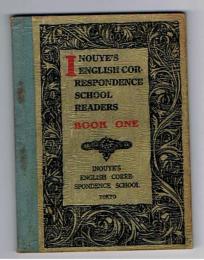 INOUYE'S
ENGLISH COR-
RESPONDENCE
SCHOOL
READERS
BOOK ONE
INOUYE'S
ENGLISH CORRE-
SPONDENCE SCHOOL
TOKYO